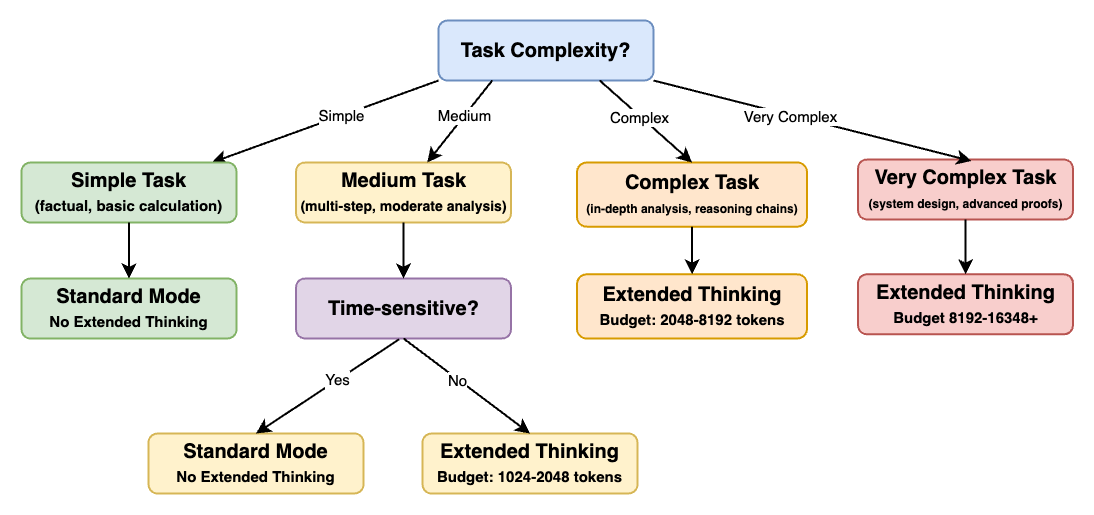 Task Complexity?
Simple
Medium
Complex
Very Complex
Simple Task
(factual, basic calculation)
Medium Task
(multi-step, moderate analysis)
Complex Task
(in-depth analysis, reasoning chains)
Very Complex Task
(system design, advanced proofs)
Standard Mode
No Extended Thinking
Time-sensitive?
Extended Thinking
Budget: 2048-8192 tokens
Extended Thinking
Budget 8192-16348+
Yes
No
Standard Mode
No Extended Thinking
Extended Thinking
Budget: 1024-2048 tokens